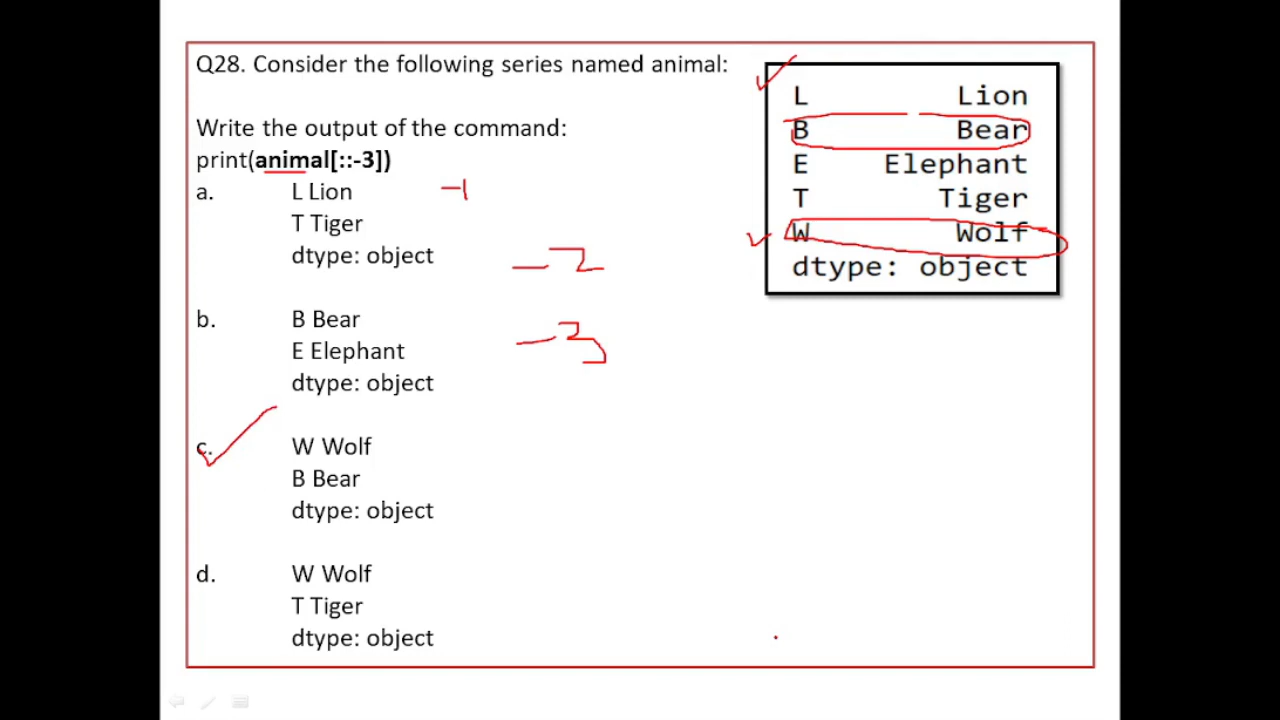 Q28. Consider the following series named animal:
Write the output of the command:
print(animal[::-3])
a. L Lion
T Tiger
dtype: object
b. B Bear
E Elephant
dtype: object
c. W Wolf
B Bear
dtype: object
d. W Wolf
T Tiger
dtype: object
L Lion
B Bear
E Elephant
T Tiger
W Wolf
dtype: object
-1
-2
-3